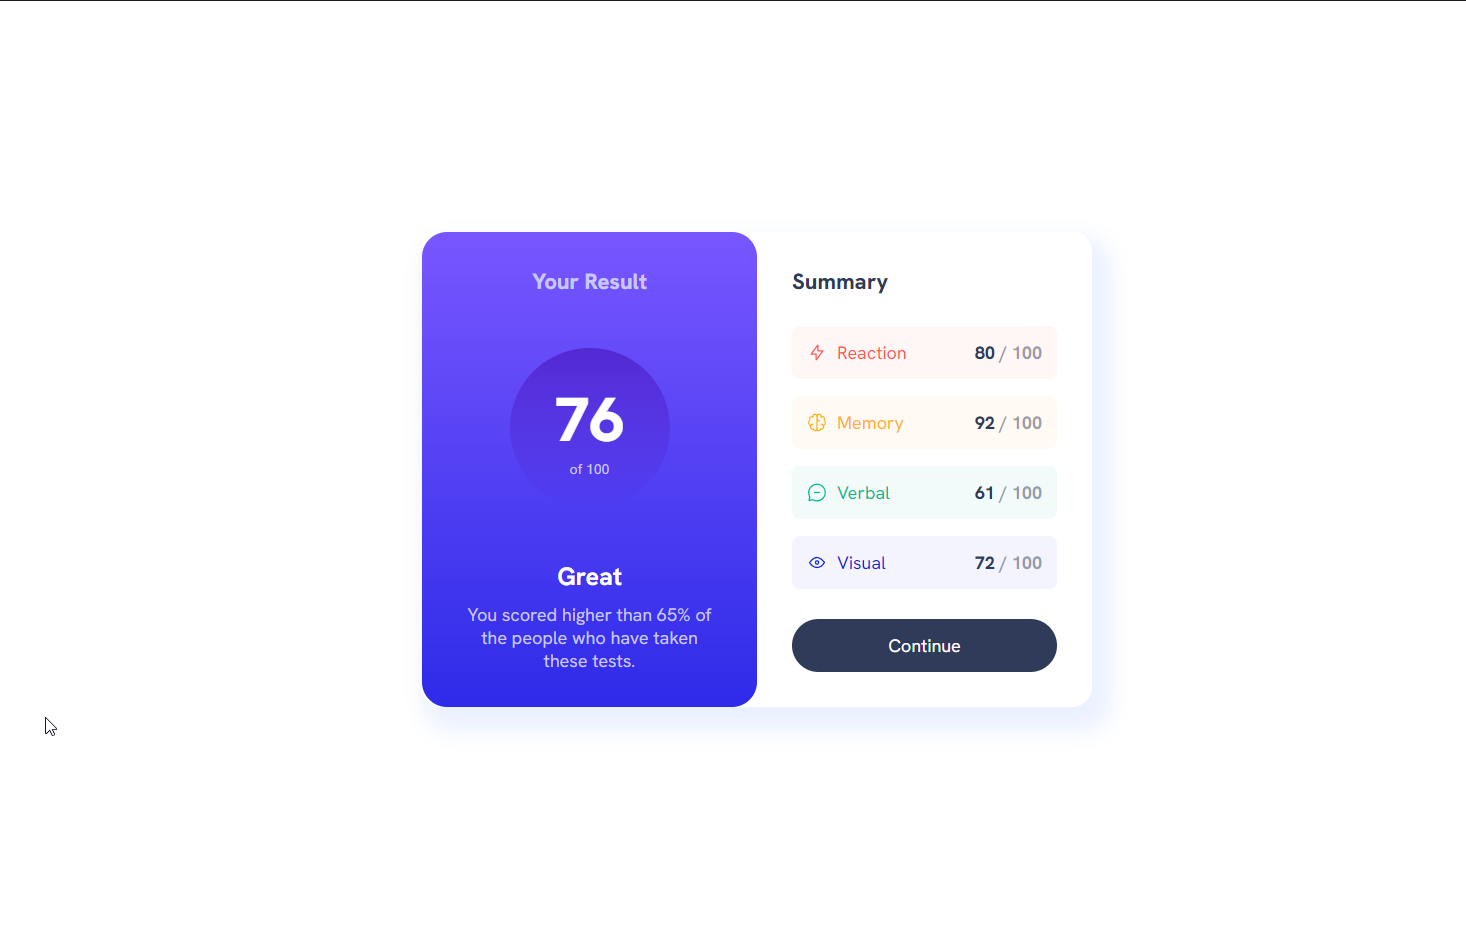 Your Result
76
of 100
Great
You scored higher than 65% of
the people who have taken
these tests.
Summary
Reaction 80 / 100
Memory 92 / 100
Verbal 61 / 100
Visual 72 / 100
Continue